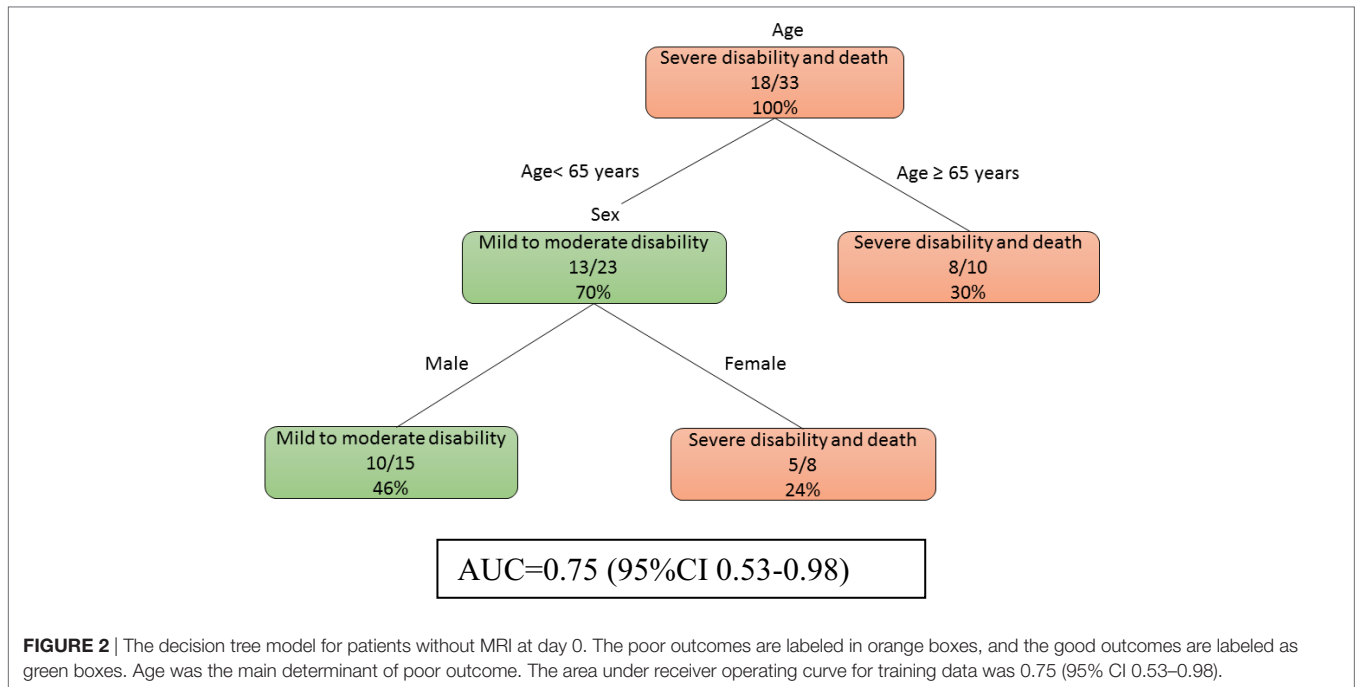 Age
Severe disability and death
18/33
100%
Age< 65 years
Age ≥ 65 years
Sex
Mild to moderate disability
13/23
70%
Severe disability and death
8/10
30%
Male
Female
Mild to moderate disability
10/15
46%
Severe disability and death
5/8
24%
AUC=0.75 (95%CI 0.53-0.98)
FIGURE 2 | The decision tree model for patients without MRI at day 0. The poor outcomes are labeled in orange boxes, and the good outcomes are labeled as
green boxes. Age was the main determinant of poor outcome. The area under receiver operating curve for training data was 0.75 (95% CI 0.53–0.98).